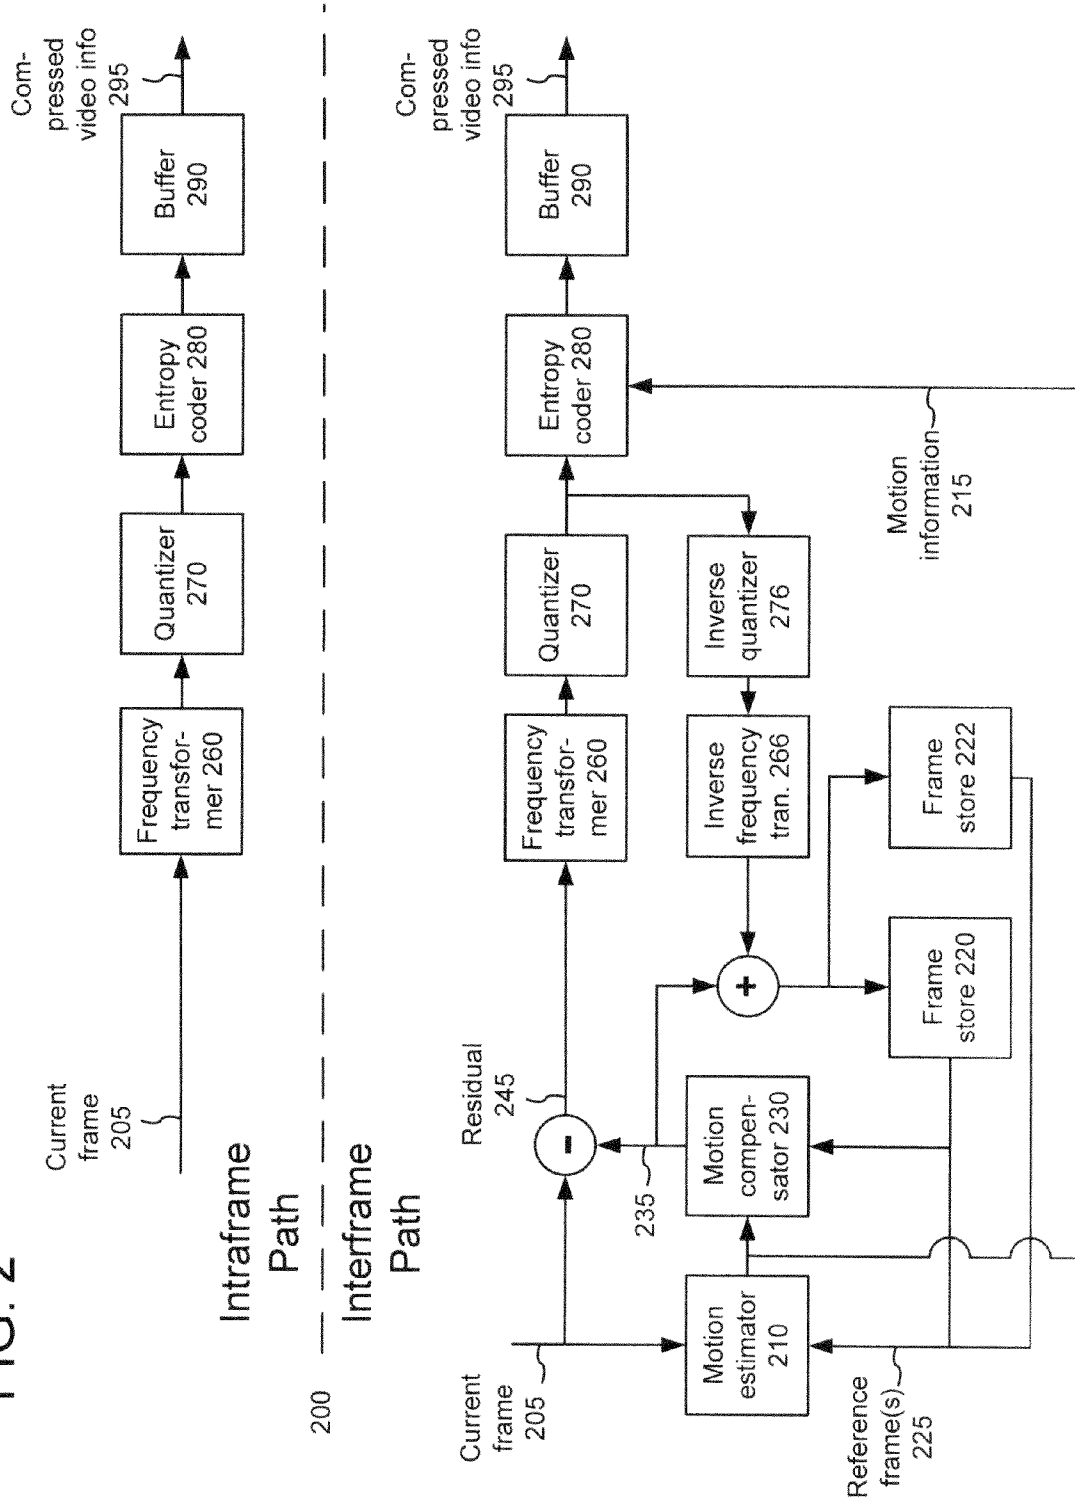 FIG. 2
Current
frame
205
Frequency
transfor-
mer 260
Quantizer
270
Entropy
coder 280
Buffer
290
Com-
pressed
video info
295
Intraframe
Path
200
Interframe
Path
Current
frame
205
Residual
245
Frequency
transfor-
mer 260
Quantizer
270
Entropy
coder 280
Buffer
290
Com-
pressed
video info
295
-
235
Motion
estimator
210
Motion
compen-
sator 230
+
Inverse
frequency
tran. 266
Inverse
quantizer
276
Reference
frame(s)
225
Frame
store 220
Frame
store 222
Motion
information
215